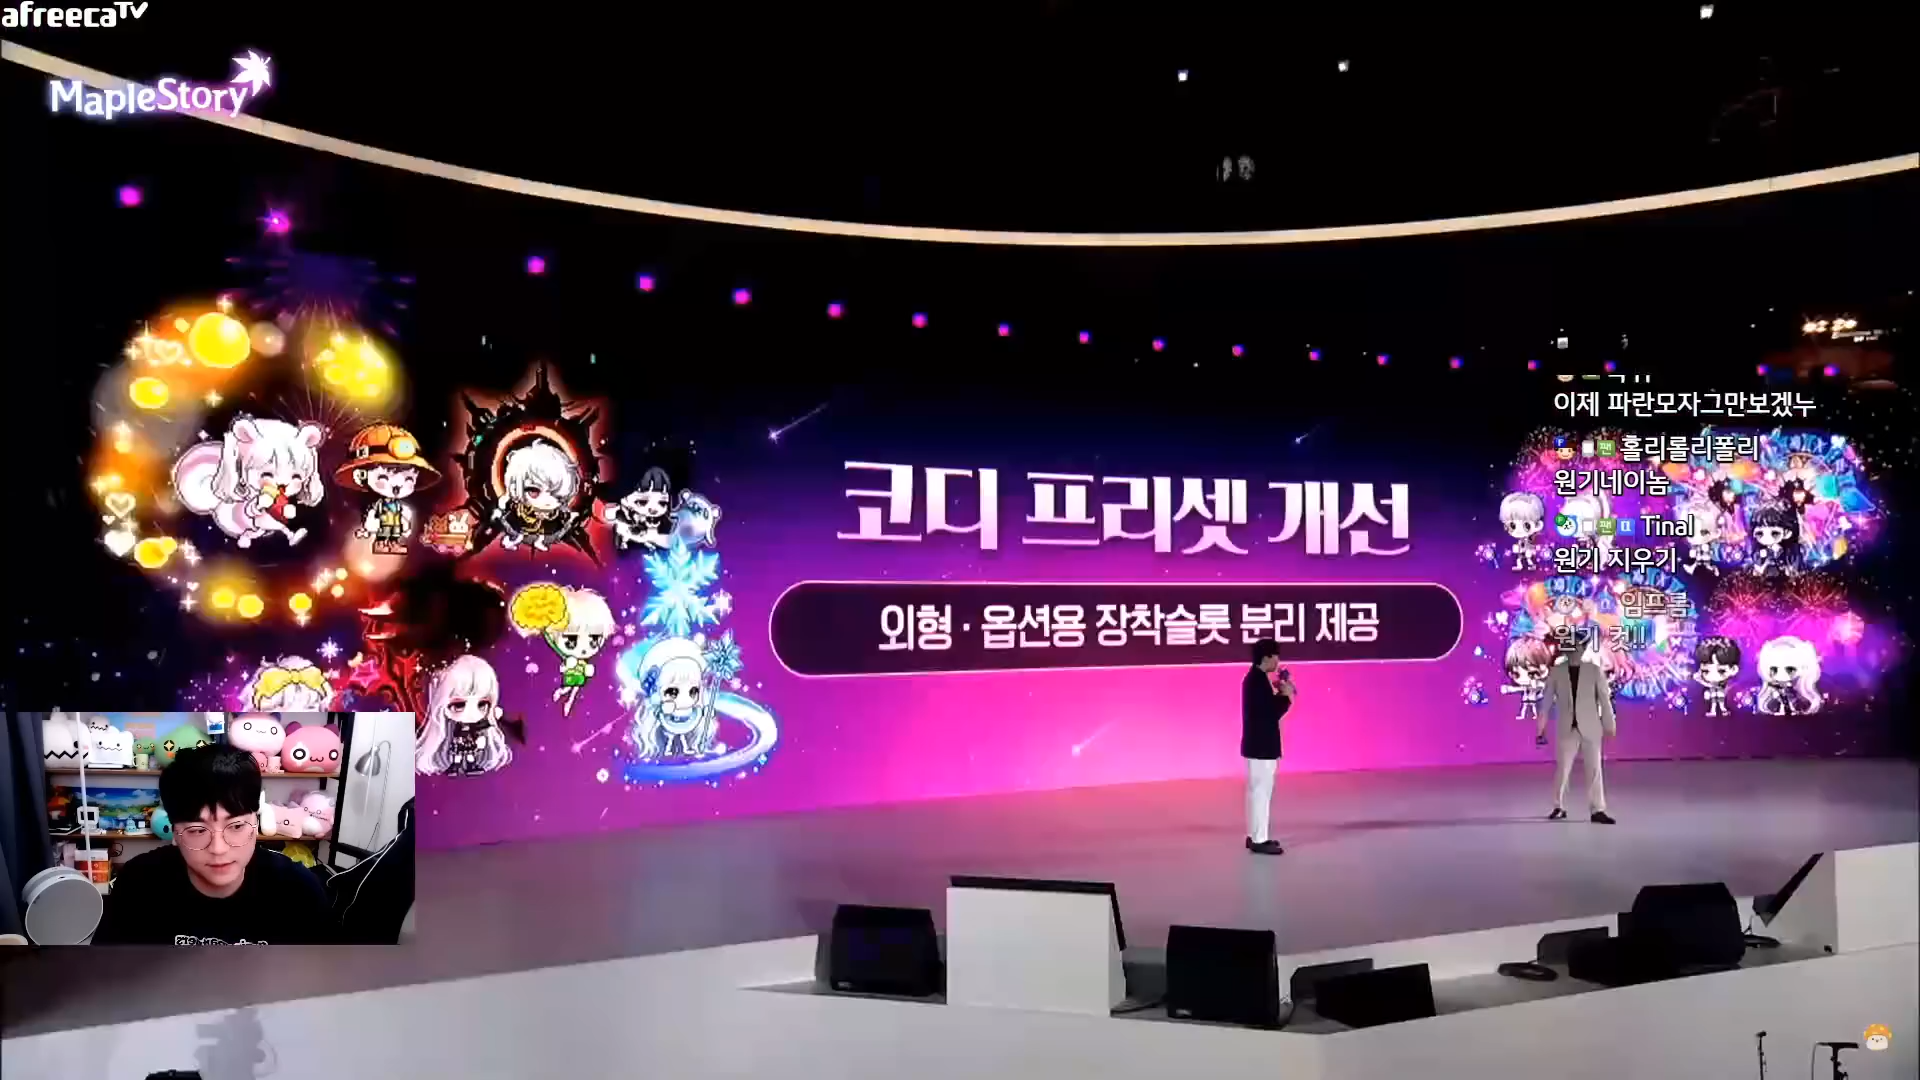 afreecaTV
MapleStory
코디 프리셋 개선
외형 · 옵션용 장착슬롯 분리 제공
이제 파란모자그만보겠누
팬 홀리롤리폴리
원기네이놈
팬 Tinal
원기 지우기
임프롬
원기 컷!!